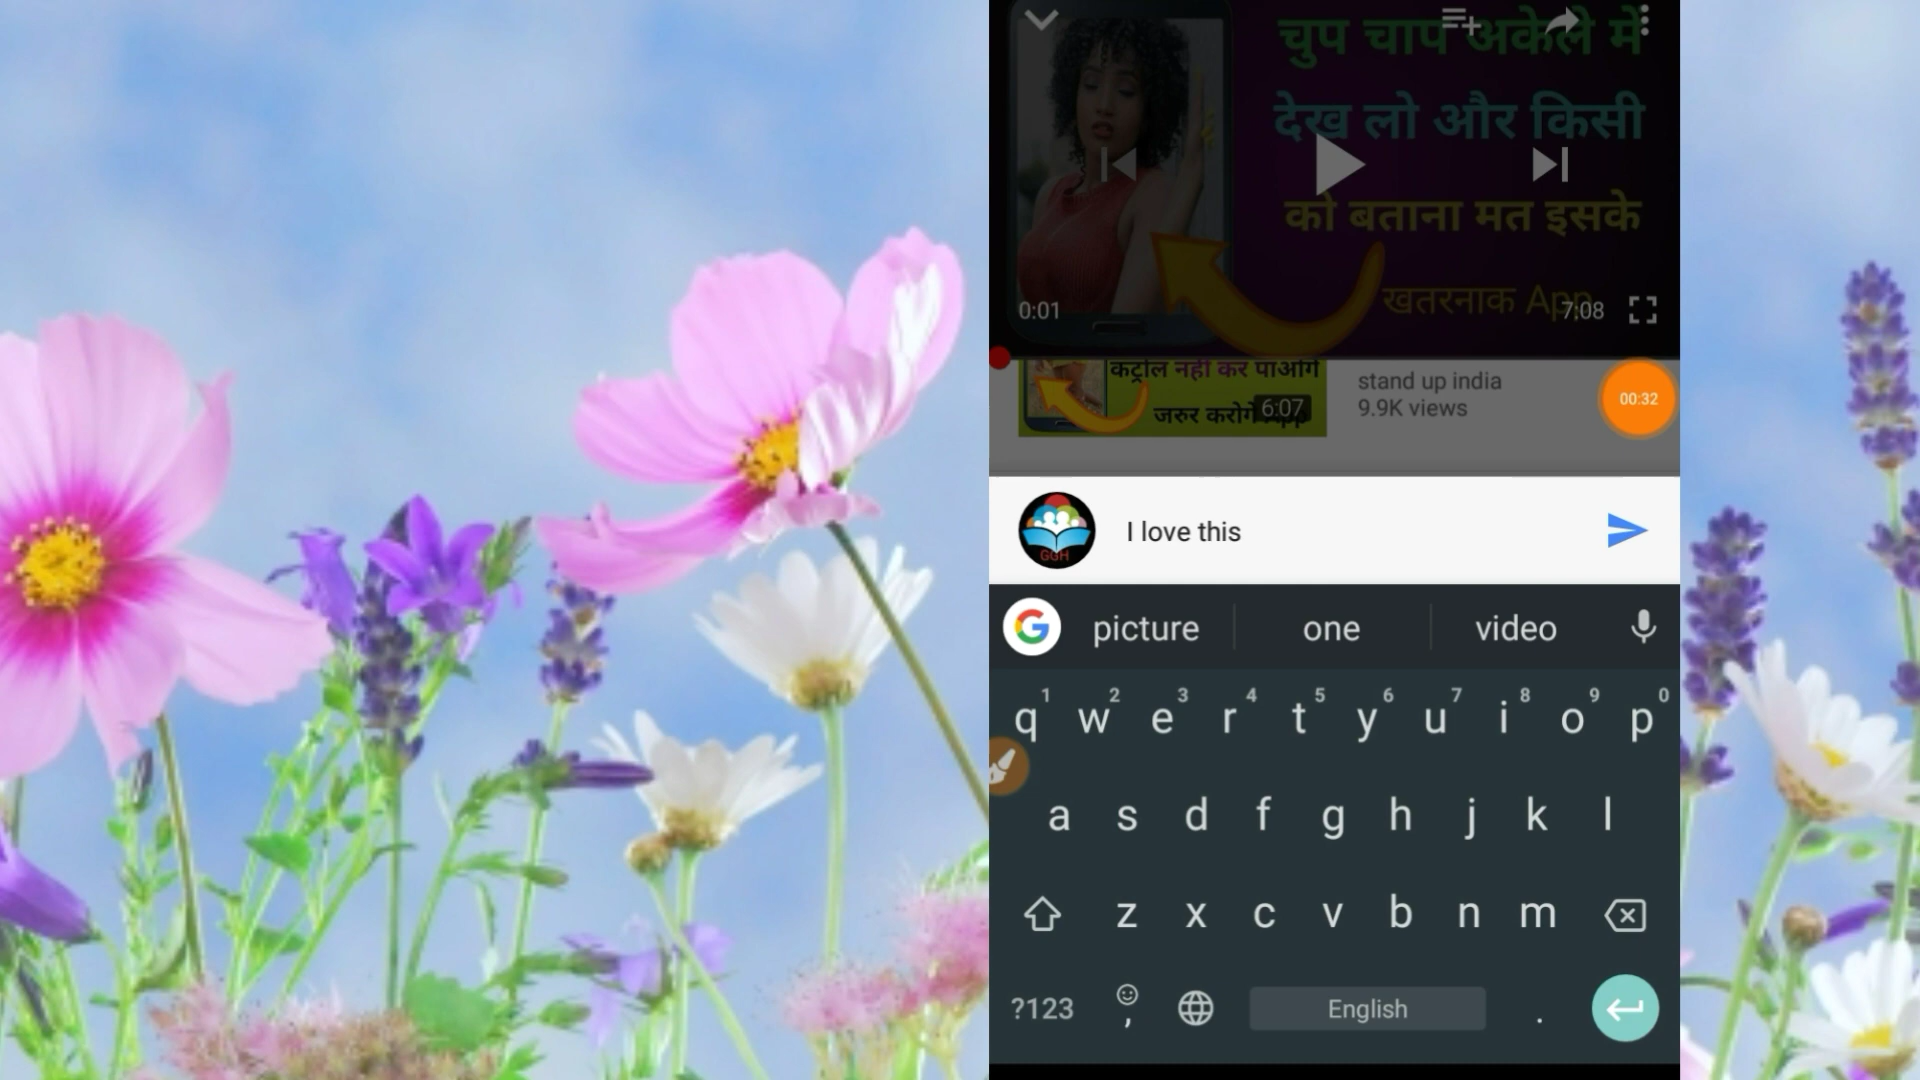 चुप चाप अकेले में
देख लो और किसी
को बताना मत इसके
खतरनाक App
0:01
7:08
कंट्रोल नही कर पाओगे
जरुर करोगे App
6:07
stand up india
9.9K views
00:32
GGH
I love this
picture one video
1 2 3 4 5 6 7 8 9 0
q w e r t y u i o p
a s d f g h j k l
z x c v b n m
?123 , English .